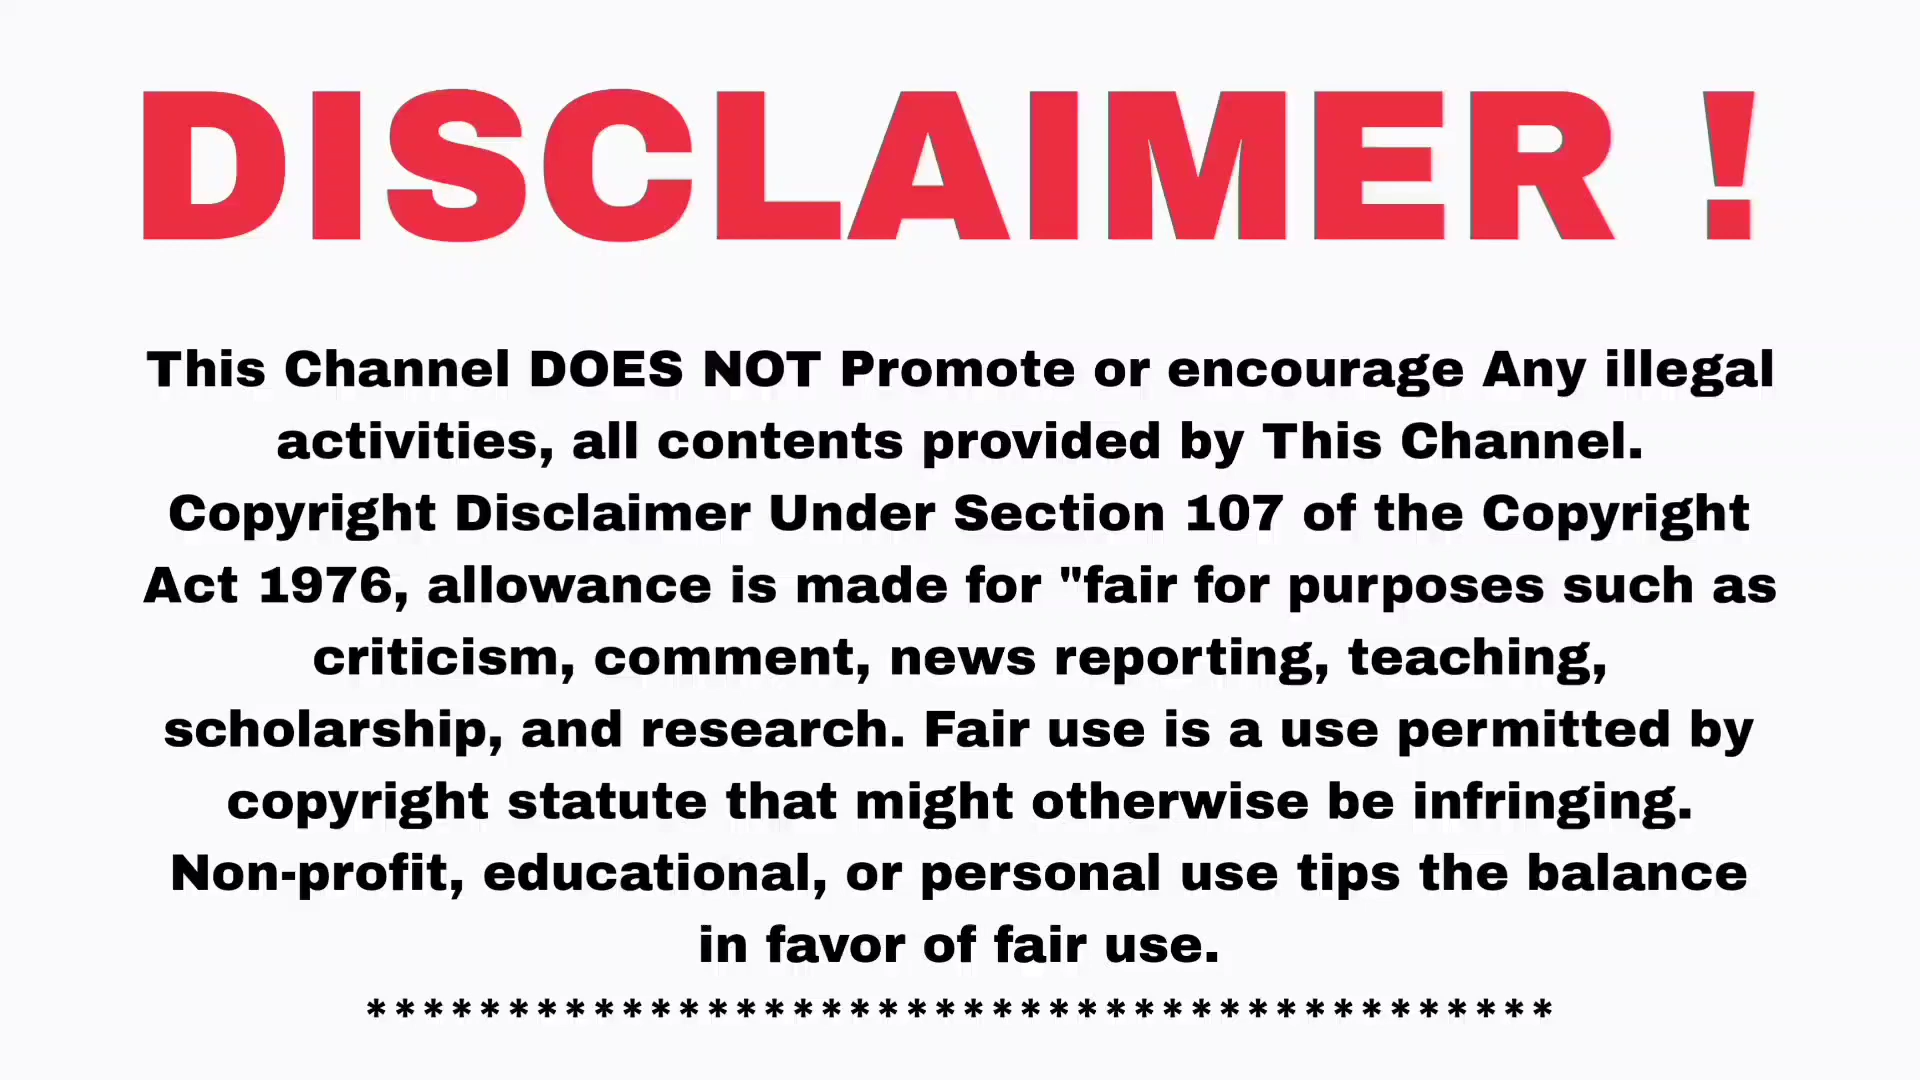 DISCLAIMER !
This Channel DOES NOT Promote or encourage Any illegal
activities, all contents provided by This Channel.
Copyright Disclaimer Under Section 107 of the Copyright
Act 1976, allowance is made for "fair for purposes such as
criticism, comment, news reporting, teaching,
scholarship, and research. Fair use is a use permitted by
copyright statute that might otherwise be infringing.
Non-profit, educational, or personal use tips the balance
in favor of fair use.
******************************************